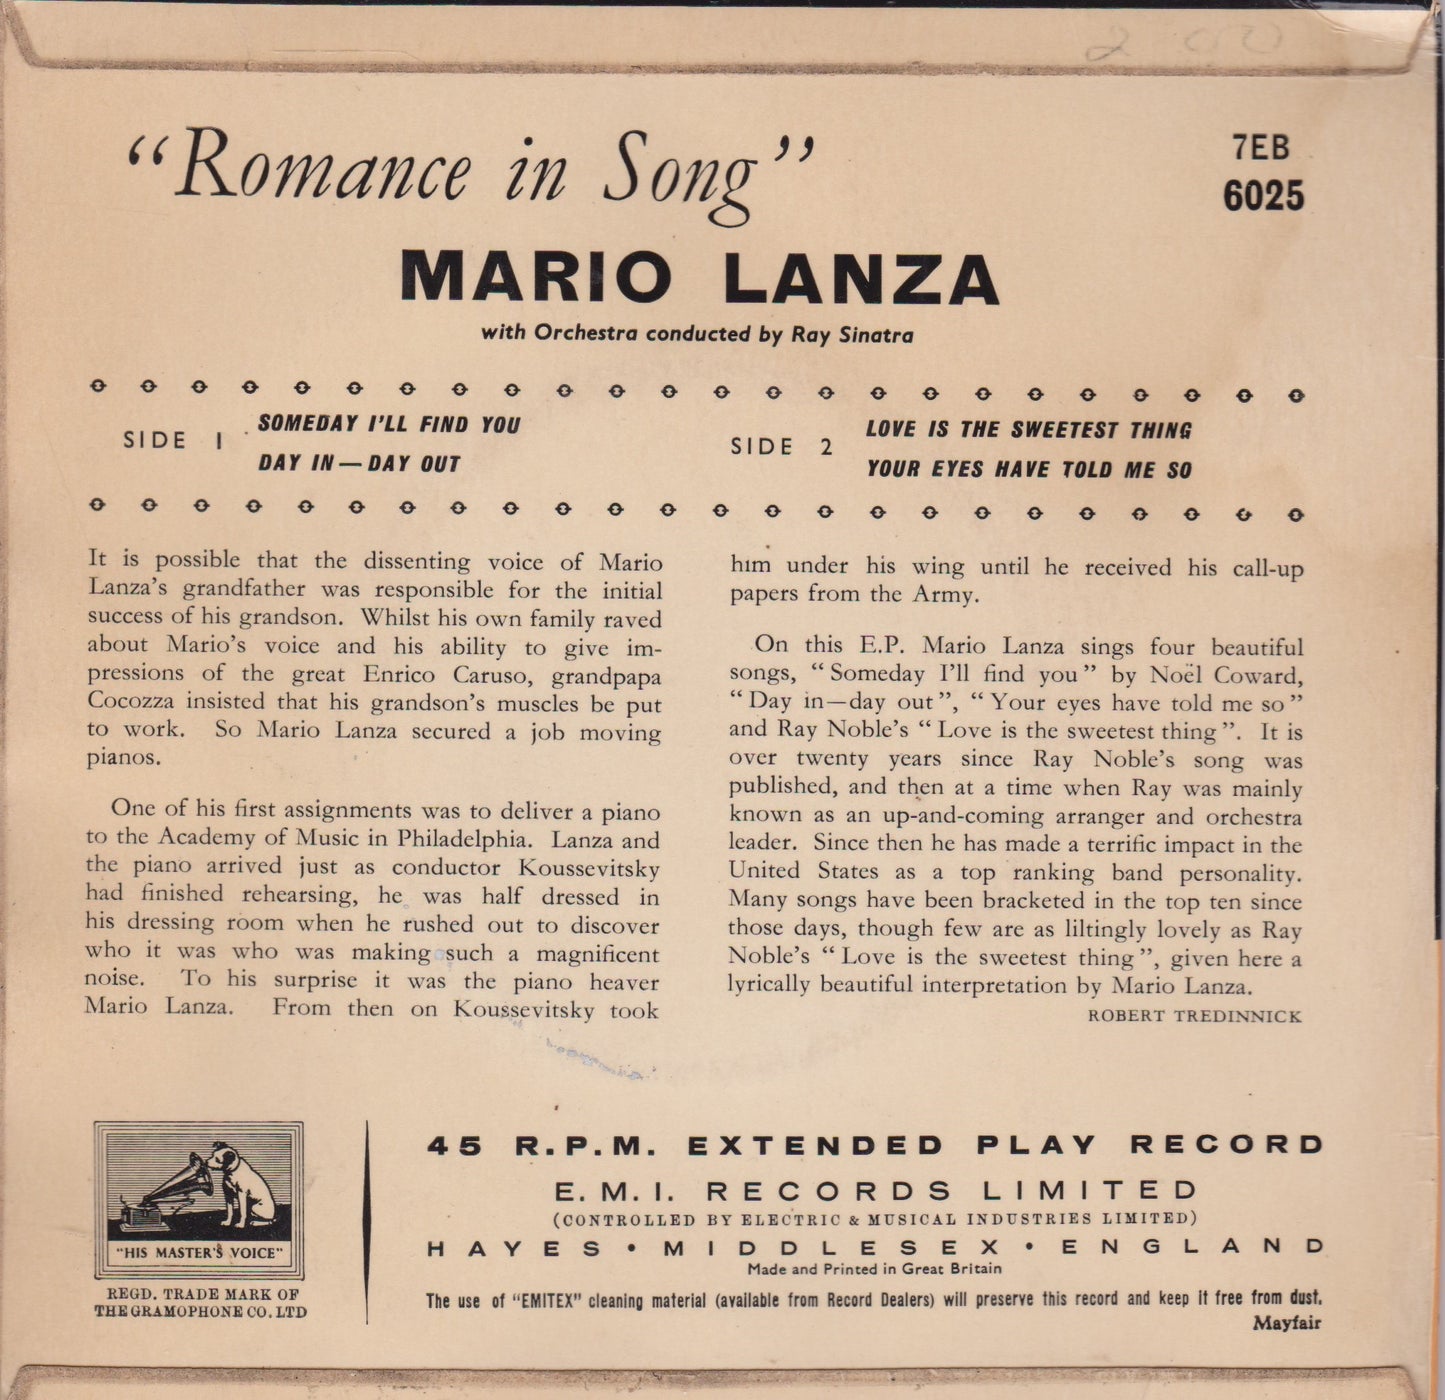 2 00
"Romance in Song"
7EB
6025
MARIO LANZA
with Orchestra conducted by Ray Sinatra
SIDE 1
SOMEDAY I'LL FIND YOU
DAY IN—DAY OUT
SIDE 2
LOVE IS THE SWEETEST THING
YOUR EYES HAVE TOLD ME SO
It is possible that the dissenting voice of Mario
Lanza's grandfather was responsible for the initial
success of his grandson. Whilst his own family raved
about Mario's voice and his ability to give im-
pressions of the great Enrico Caruso, grandpapa
Cocozza insisted that his grandson's muscles be put
to work. So Mario Lanza secured a job moving
pianos.
One of his first assignments was to deliver a piano
to the Academy of Music in Philadelphia. Lanza and
the piano arrived just as conductor Koussevitsky
had finished rehearsing, he was half dressed in
his dressing room when he rushed out to discover
who it was who was making such a magnificent
noise. To his surprise it was the piano heaver
Mario Lanza. From then on Koussevitsky took
him under his wing until he received his call-up
papers from the Army.
On this E.P. Mario Lanza sings four beautiful
songs, "Someday I'll find you" by Noël Coward,
"Day in—day out", "Your eyes have told me so"
and Ray Noble's "Love is the sweetest thing". It is
over twenty years since Ray Noble's song was
published, and then at a time when Ray was mainly
known as an up-and-coming arranger and orchestra
leader. Since then he has made a terrific impact in the
United States as a top ranking band personality.
Many songs have been bracketed in the top ten since
those days, though few are as liltingly lovely as Ray
Noble's "Love is the sweetest thing", given here a
lyrically beautiful interpretation by Mario Lanza.
ROBERT TREDINNICK
"HIS MASTER'S VOICE"
REGD. TRADE MARK OF
THE GRAMOPHONE CO. LTD
45 R.P.M. EXTENDED PLAY RECORD
E.M.I. RECORDS LIMITED
(CONTROLLED BY ELECTRIC & MUSICAL INDUSTRIES LIMITED)
HAYES • MIDDLESEX • ENGLAND
Made and Printed in Great Britain
The use of "EMITEX" cleaning material (available from Record Dealers) will preserve this record and keep it free from dust.
Mayfair